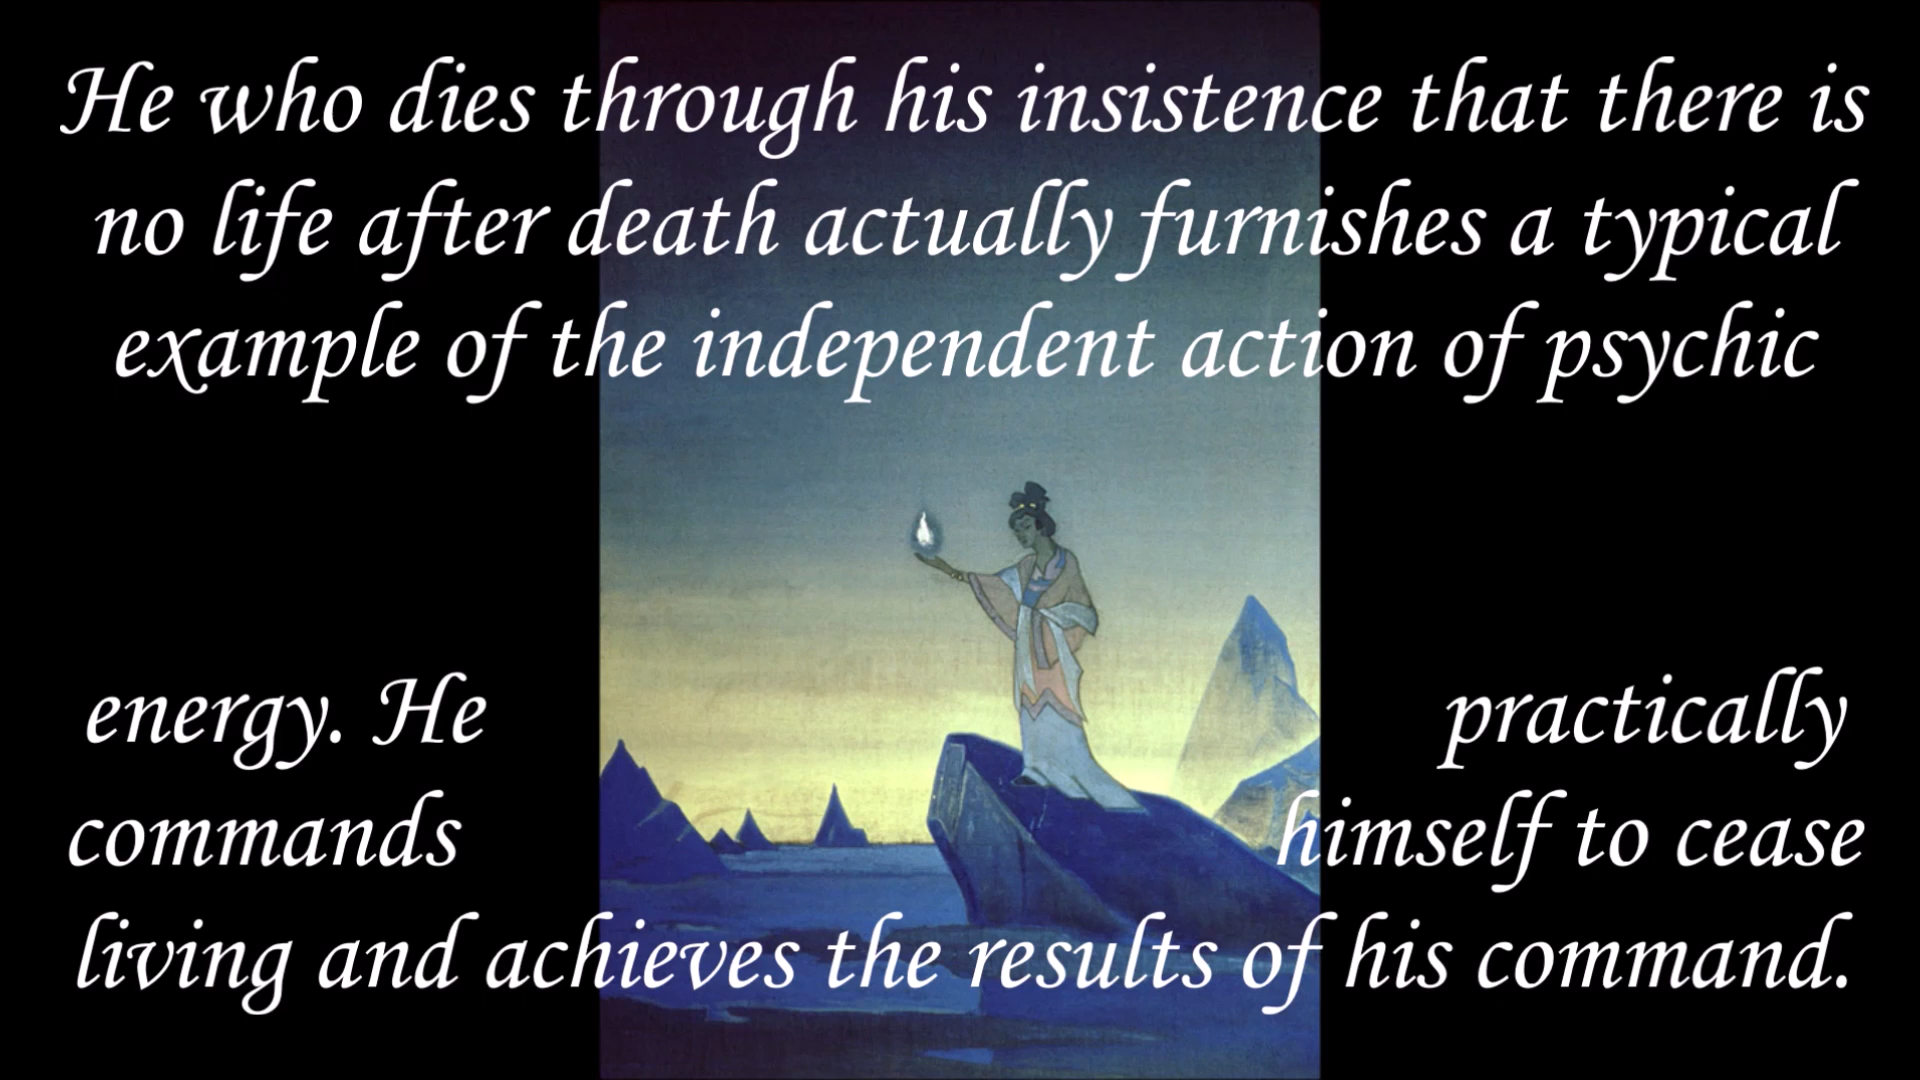 He who dies through his insistence that there is
no life after death actually furnishes a typical
example of the independent action of psychic
energy. He practically
commands himself to cease
living and achieves the results of his command.